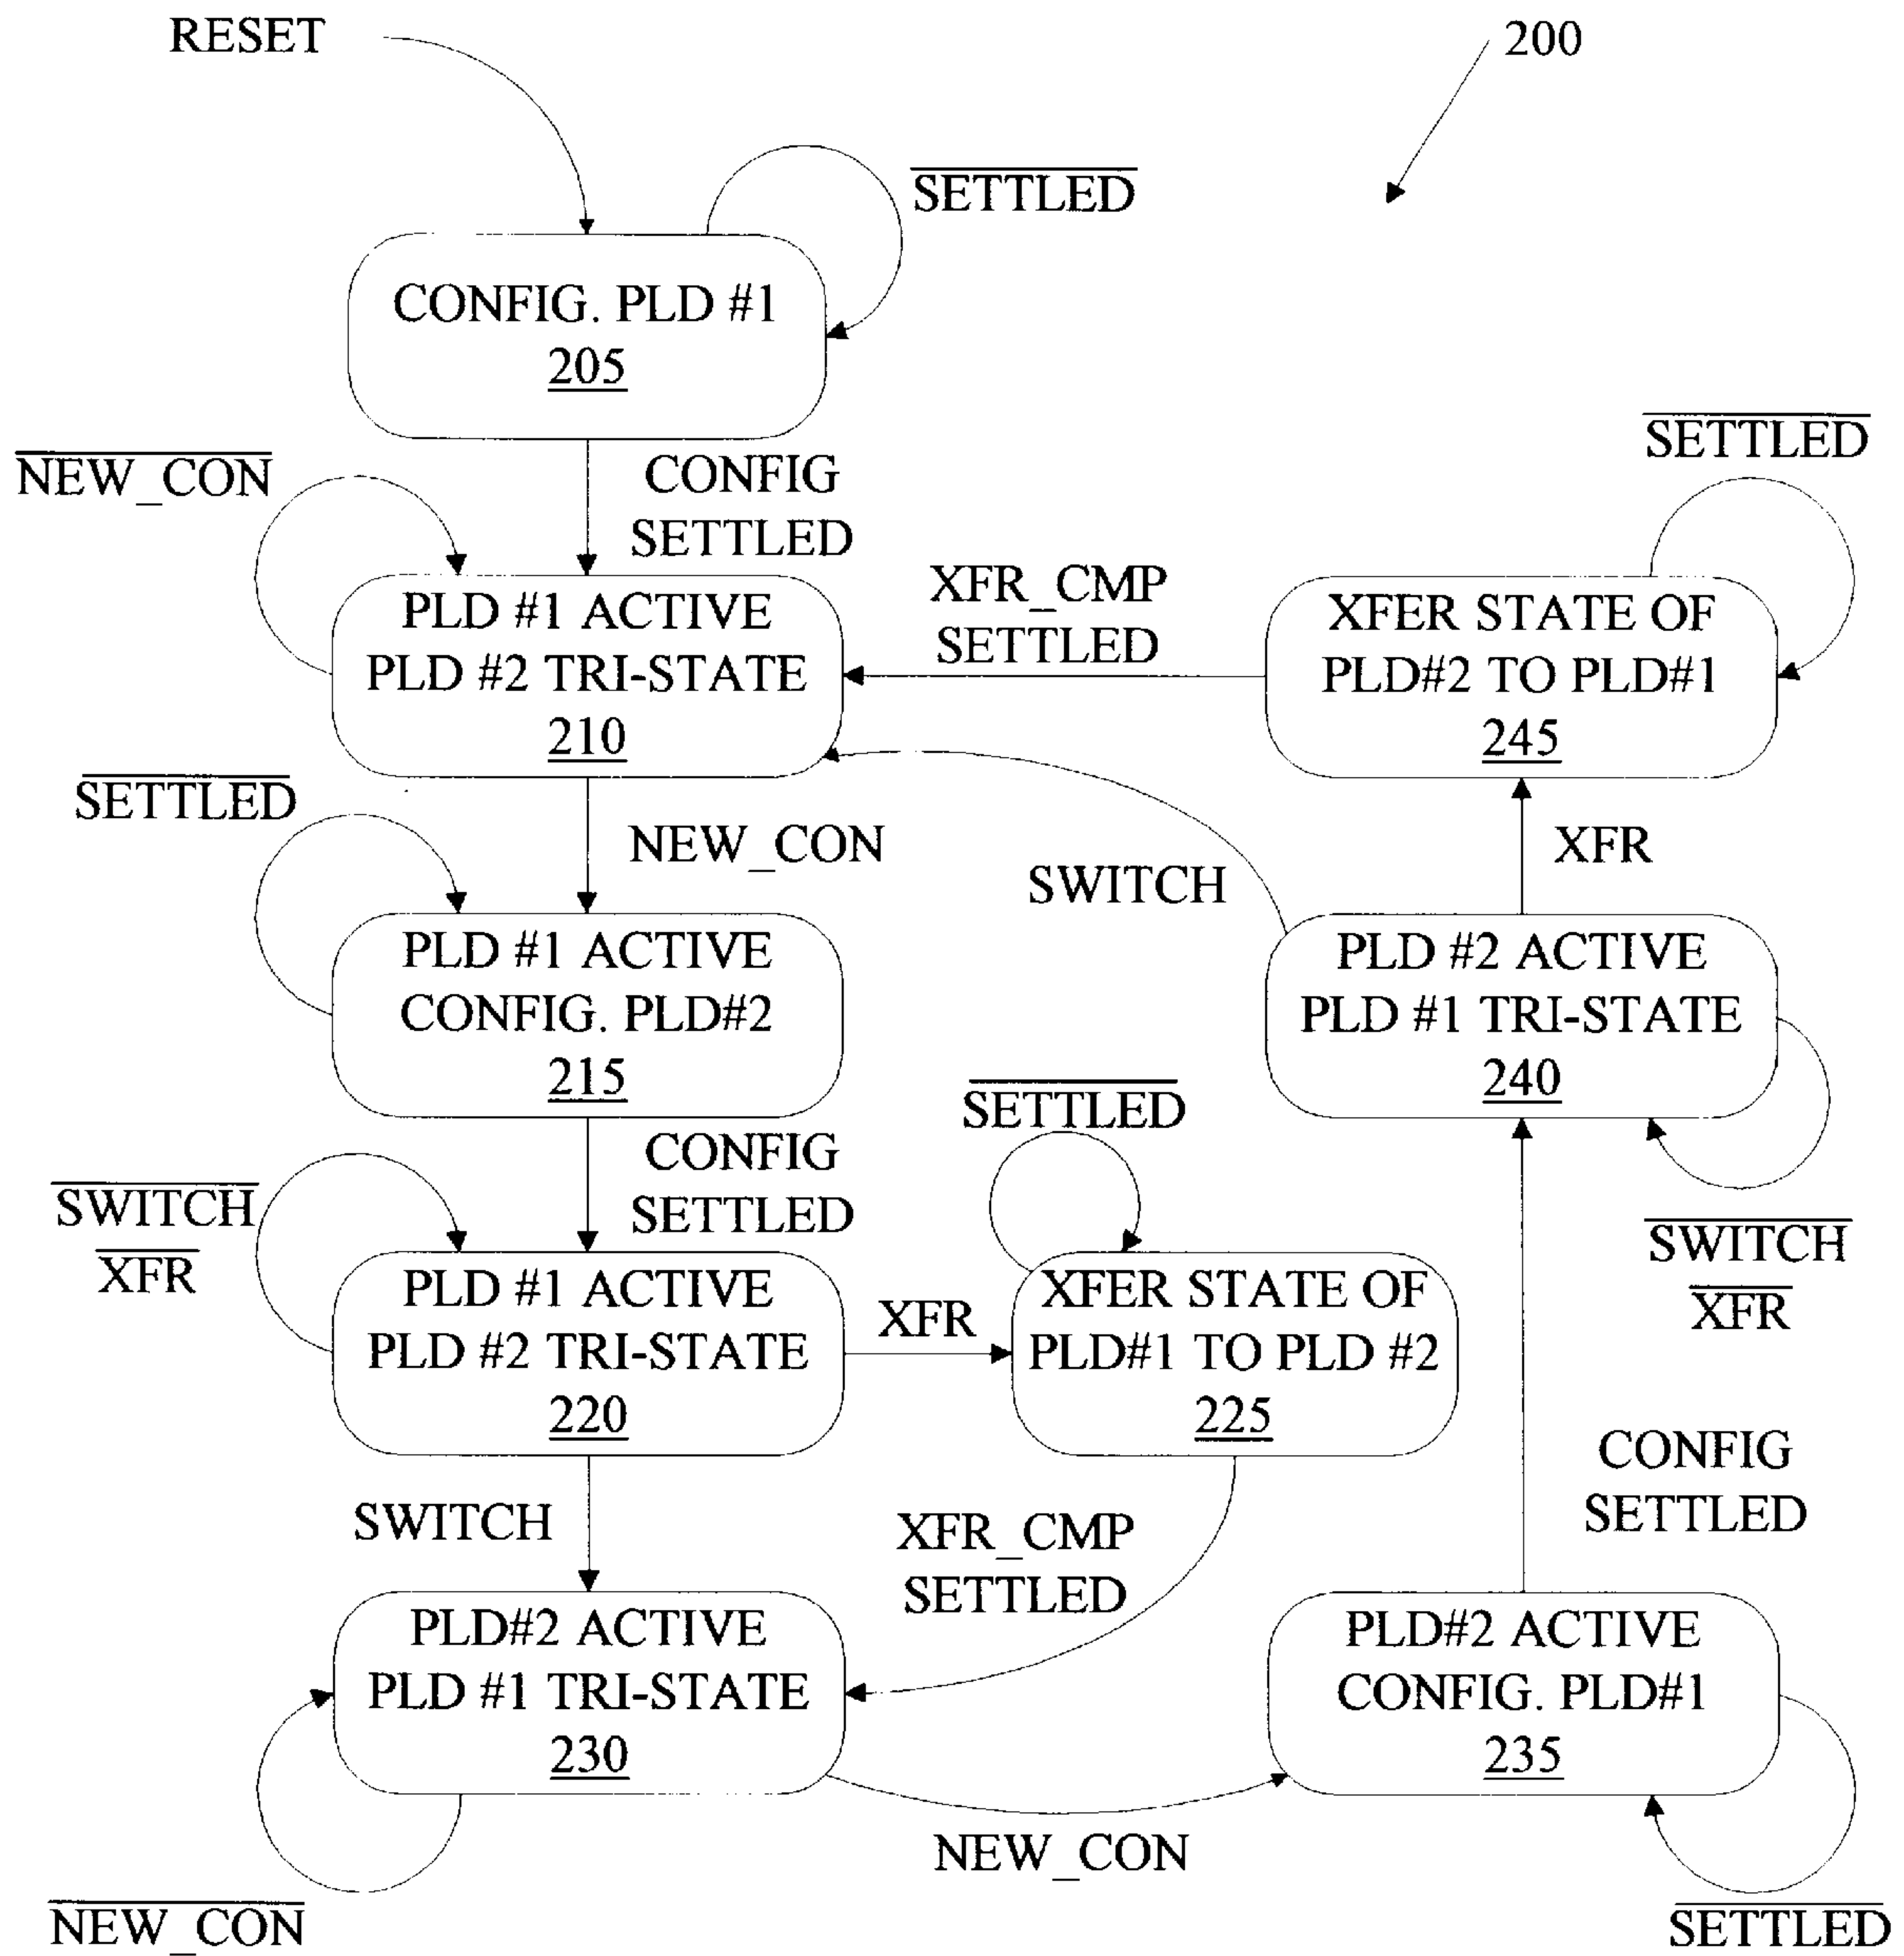 RESET
200
SETTLED
CONFIG. PLD #1
205
SETTLED
NEW_CON
CONFIG
SETTLED
XFR_CMP
SETTLED
PLD #1 ACTIVE
PLD #2 TRI-STATE
210
XFER STATE OF
PLD#2 TO PLD#1
245
SETTLED
NEW_CON
SWITCH
XFR
PLD #1 ACTIVE
CONFIG. PLD#2
215
PLD #2 ACTIVE
PLD #1 TRI-STATE
240
SETTLED
CONFIG
SETTLED
SWITCH
XFR
SWITCH
XFR
PLD #1 ACTIVE
PLD #2 TRI-STATE
220
XFR
XFER STATE OF
PLD#1 TO PLD #2
225
SWITCH
XFR_CMP
SETTLED
CONFIG
SETTLED
PLD#2 ACTIVE
PLD #1 TRI-STATE
230
PLD#2 ACTIVE
CONFIG. PLD#1
235
NEW_CON
NEW_CON
SETTLED